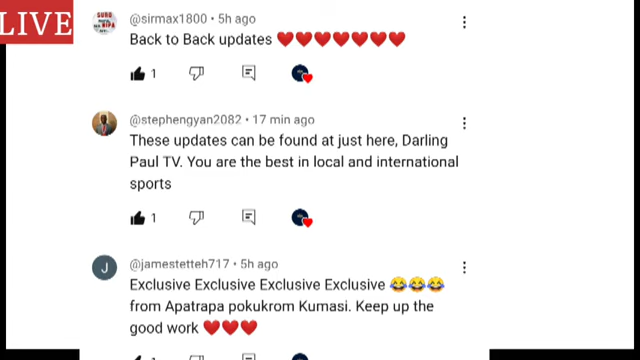 LIVE
@sirmax1800 • 5h ago
Back to Back updates ❤️❤️❤️❤️❤️❤️❤️
1
@stephengyan2082 • 17 min ago
These updates can be found at just here, Darling
Paul TV. You are the best in local and international
sports
1
J
@jamestetteh717 • 5h ago
Exclusive Exclusive Exclusive Exclusive 😂😂😂
from Apatrapa pokukrom Kumasi. Keep up the
good work ❤️❤️❤️
1